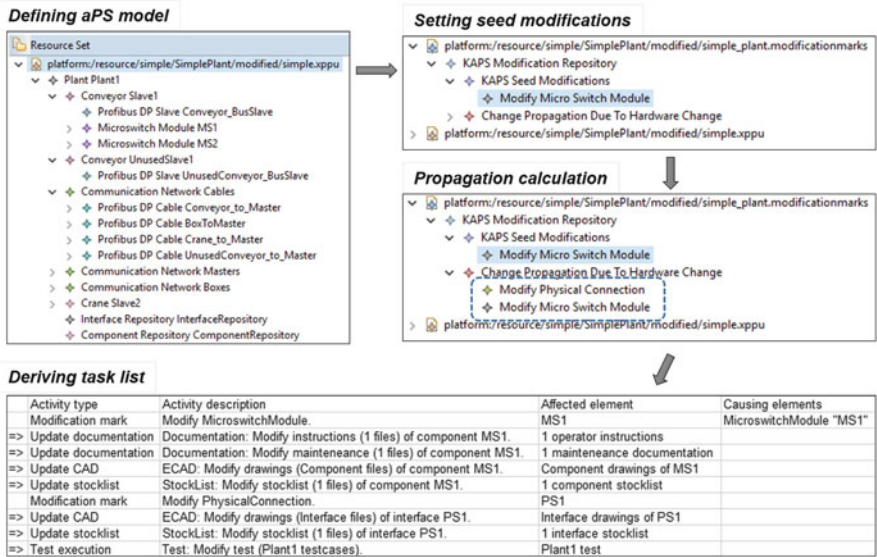 Defining aPS model
Resource Set
platform:/resource/simple/SimplePlant/modified/simple.xppu
Plant Plant1
Conveyor Slave1
Profibus DP Slave Conveyor_BusSlave
Microswitch Module MS1
Microswitch Module MS2
Conveyor UnusedSlave1
Profibus DP Slave UnusedConveyor_BusSlave
Communication Network Cables
Profibus DP Cable Conveyor_to_Master
Profibus DP Cable BoxToMaster
Profibus DP Cable Crane_to_Master
Profibus DP Cable UnusedConveyor_to_Master
Communication Network Masters
Communication Network Boxes
Crane Slave2
Interface Repository InterfaceRepository
Component Repository ComponentRepository
Setting seed modifications
platform:/resource/simple/SimplePlant/modified/simple_plant.modificationmarks
KAPS Modification Repository
KAPS Seed Modifications
Modify Micro Switch Module
Change Propagation Due To Hardware Change
platform:/resource/simple/SimplePlant/modified/simple.xppu
Propagation calculation
platform:/resource/simple/SimplePlant/modified/simple_plant.modificationmarks
KAPS Modification Repository
KAPS Seed Modifications
Modify Micro Switch Module
Change Propagation Due To Hardware Change
Modify Physical Connection
Modify Micro Switch Module
platform:/resource/simple/SimplePlant/modified/simple.xppu
Deriving task list
Activity type Activity description Affected element Causing elements
Modification mark Modify MicroswitchModule. MS1 MicroswitchModule "MS1"
=> Update documentation Documentation: Modify instructions (1 files) of component MS1. 1 operator instructions
=> Update documentation Documentation: Modify mainteneance (1 files) of component MS1. 1 mainteneance documentation
=> Update CAD ECAD: Modify drawings (Component files) of component MS1. Component drawings of MS1
=> Update stocklist StockList: Modify stocklist (1 files) of component MS1. 1 component stocklist
Modification mark Modify PhysicalConnection. PS1
=> Update CAD ECAD: Modify drawings (Interface files) of interface PS1. Interface drawings of PS1
=> Update stocklist StockList: Modify stocklist (1 files) of interface PS1. 1 interface stocklist
=> Test execution Test: Modify test (Plant1 testcases). Plant1 test